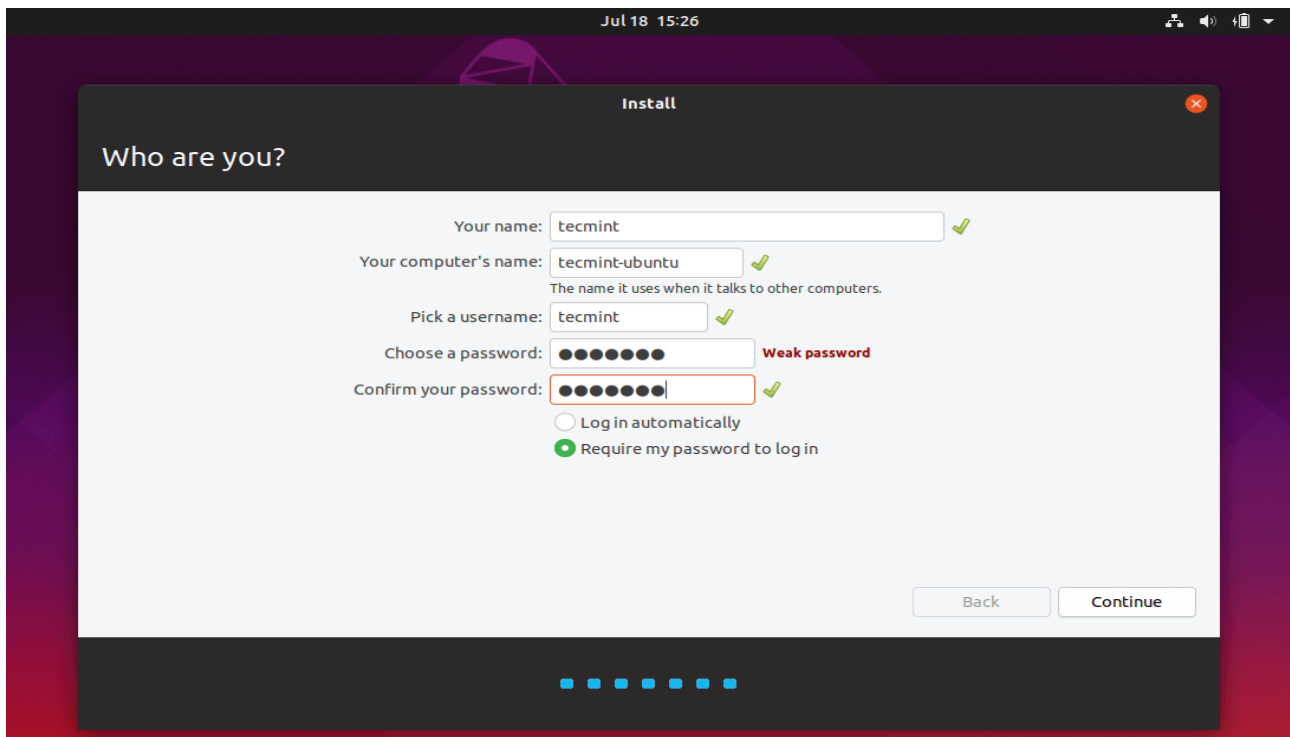 Jul 18 15:26
Install
Who are you?
Your name: tecmint
Your computer's name: tecmint-ubuntu
The name it uses when it talks to other computers.
Pick a username: tecmint
Choose a password: ●●●●●●● Weak password
Confirm your password: ●●●●●●●
Log in automatically
Require my password to log in
Back Continue